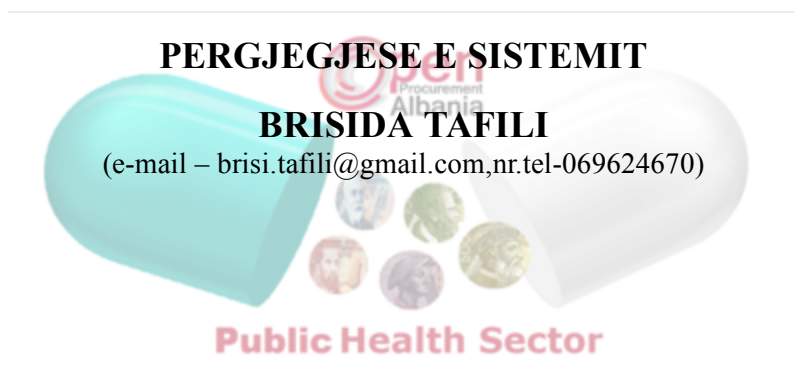 PERGJEGJESE E SISTEMIT
Open
Procurement
Albania
BRISIDA TAFILI
(e-mail – brisi.tafili@gmail.com,nr.tel-069624670)
Public Health Sector